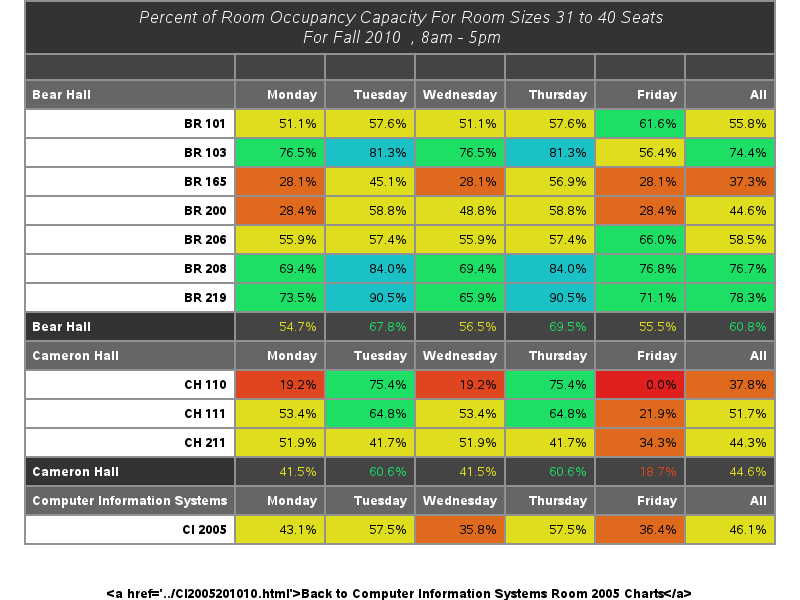 Percent of Room Occupancy Capacity For Room Sizes 31 to 40 Seats
For Fall 2010 , 8am - 5pm
Bear Hall Monday Tuesday Wednesday Thursday Friday All
BR 101 51.1% 57.6% 51.1% 57.6% 61.6% 55.8%
BR 103 76.5% 81.3% 76.5% 81.3% 56.4% 74.4%
BR 165 28.1% 45.1% 28.1% 56.9% 28.1% 37.3%
BR 200 28.4% 58.8% 48.8% 58.8% 28.4% 44.6%
BR 206 55.9% 57.4% 55.9% 57.4% 66.0% 58.5%
BR 208 69.4% 84.0% 69.4% 84.0% 76.8% 76.7%
BR 219 73.5% 90.5% 65.9% 90.5% 71.1% 78.3%
Bear Hall 54.7% 67.8% 56.5% 69.5% 55.5% 60.8%
Cameron Hall Monday Tuesday Wednesday Thursday Friday All
CH 110 19.2% 75.4% 19.2% 75.4% 0.0% 37.8%
CH 111 53.4% 64.8% 53.4% 64.8% 21.9% 51.7%
CH 211 51.9% 41.7% 51.9% 41.7% 34.3% 44.3%
Cameron Hall 41.5% 60.6% 41.5% 60.6% 18.7% 44.6%
Computer Information Systems Monday Tuesday Wednesday Thursday Friday All
CI 2005 43.1% 57.5% 35.8% 57.5% 36.4% 46.1%
&lt;a href='../CI2005201010.html'&gt;Back to Computer Information Systems Room 2005 Charts&lt;/a&gt;